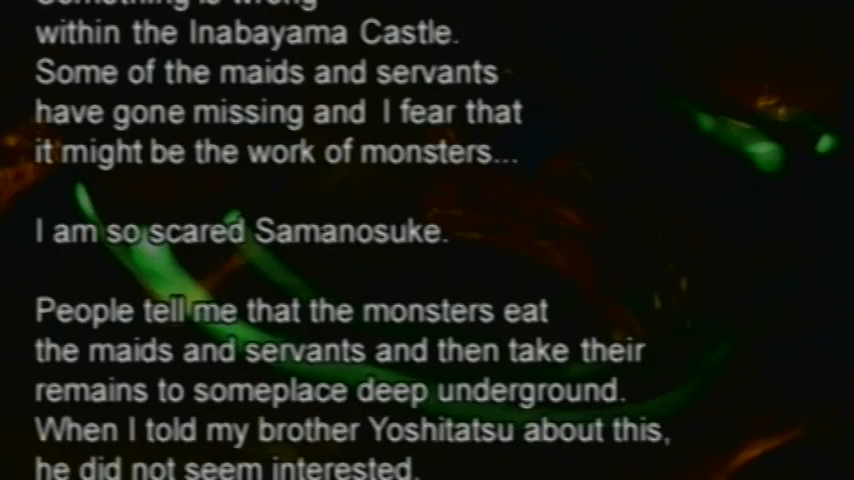 Something is wrong
within the Inabayama Castle.
Some of the maids and servants
have gone missing and I fear that
it might be the work of monsters...
I am so scared Samanosuke.
People tell me that the monsters eat
the maids and servants and then take their
remains to someplace deep underground.
When I told my brother Yoshitatsu about this,
he did not seem interested.